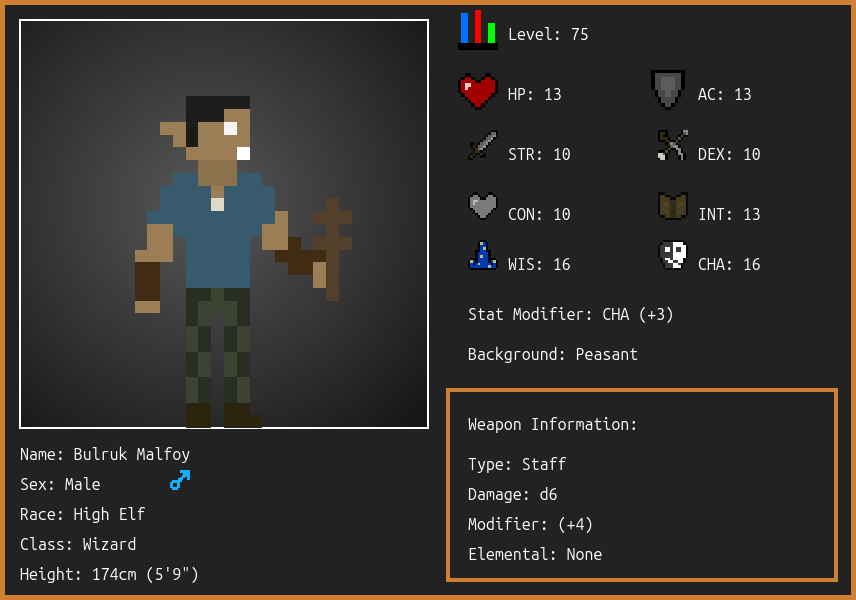 Level: 75
HP: 13
AC: 13
STR: 10
DEX: 10
CON: 10
INT: 13
WIS: 16
CHA: 16
Stat Modifier: CHA (+3)
Background: Peasant
Weapon Information:
Type: Staff
Damage: d6
Modifier: (+4)
Elemental: None
Name: Bulruk Malfoy
Sex: Male
Race: High Elf
Class: Wizard
Height: 174cm (5'9")